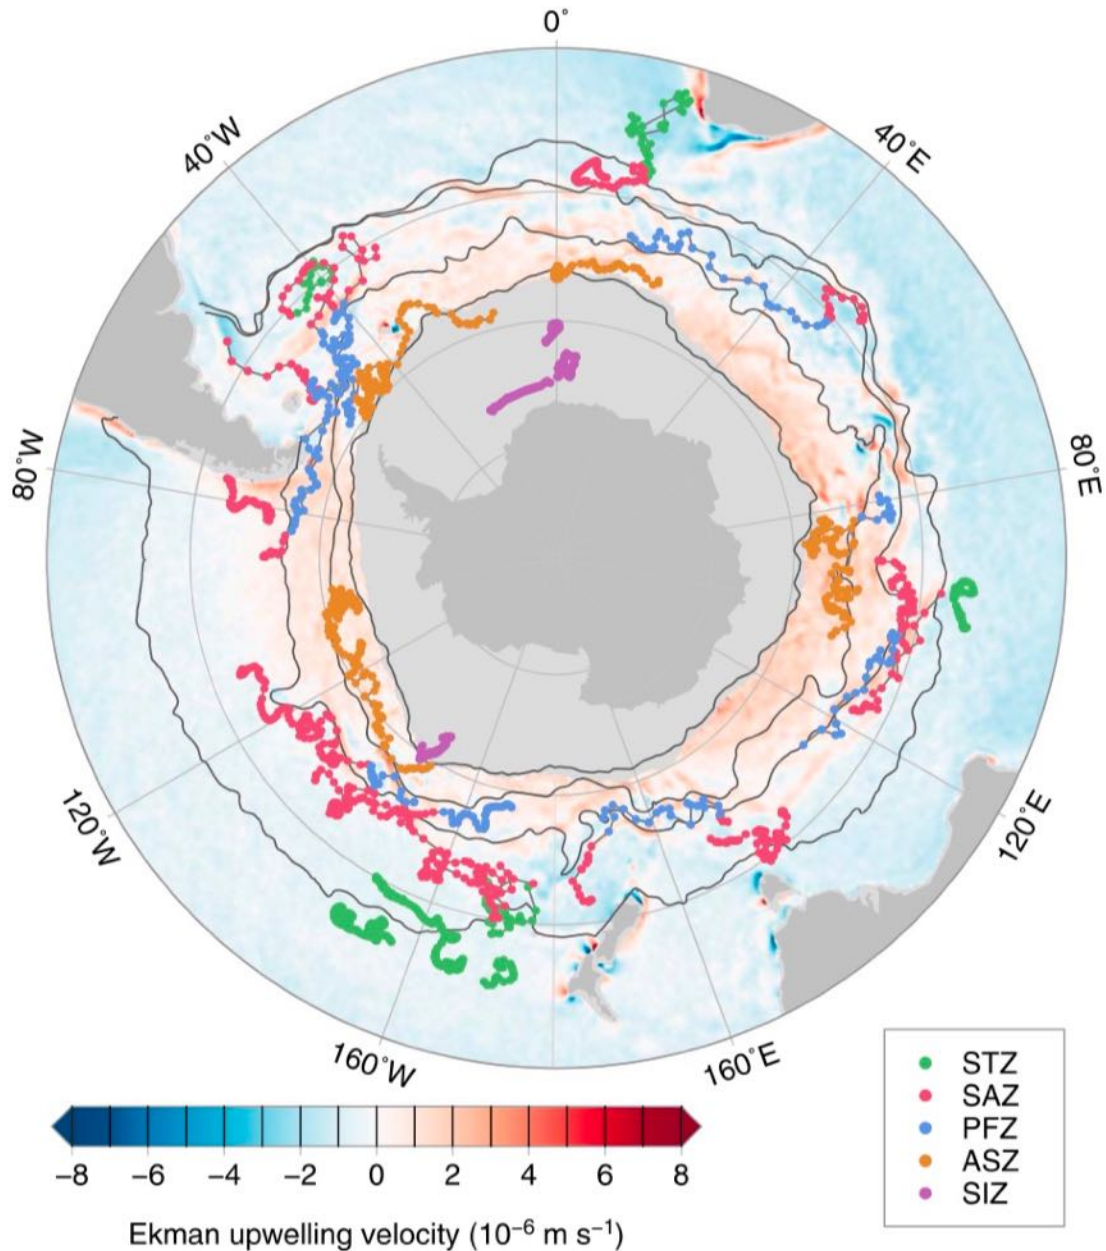 0°
40°W
40°E
80°W
80°E
120°W
120°E
160°W
160°E
STZ
SAZ
PFZ
ASZ
SIZ
−8 −6 −4 −2 0 2 4 6 8
Ekman upwelling velocity (10⁻⁶ m s⁻¹)